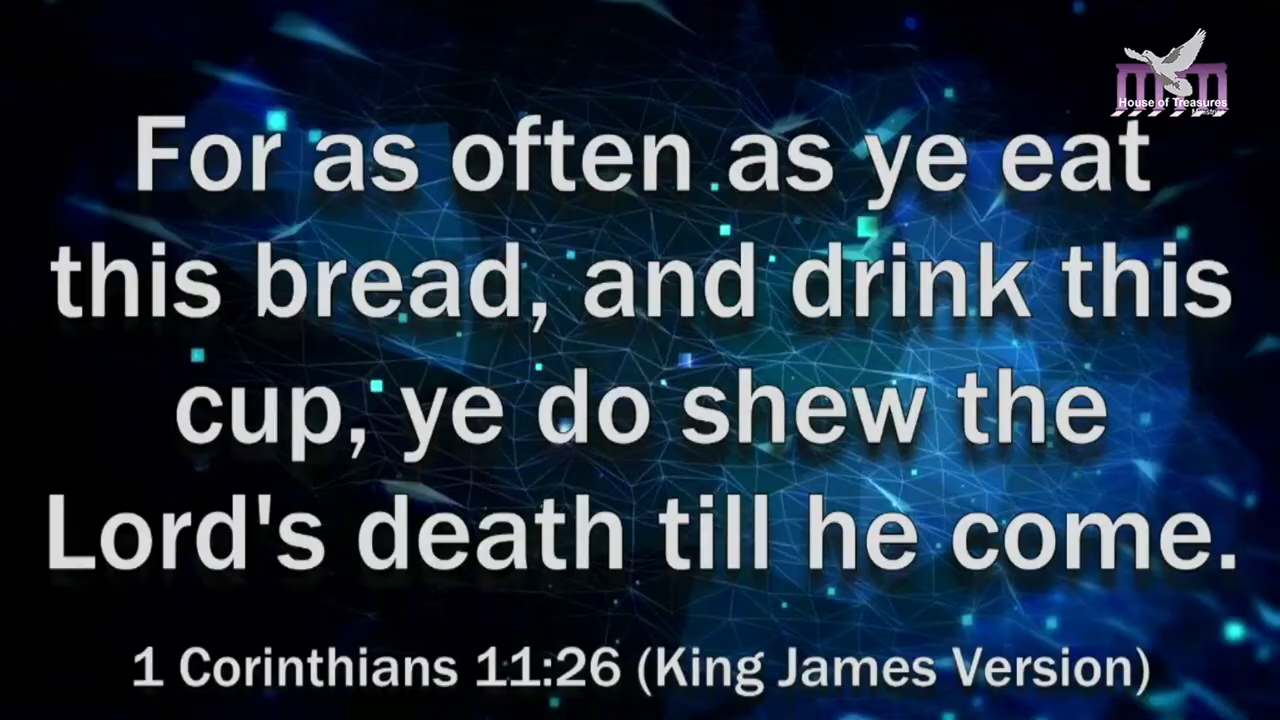 House of Treasures
Ministries
For as often as ye eat
this bread, and drink this
cup, ye do shew the
Lord's death till he come.
1 Corinthians 11:26 (King James Version)